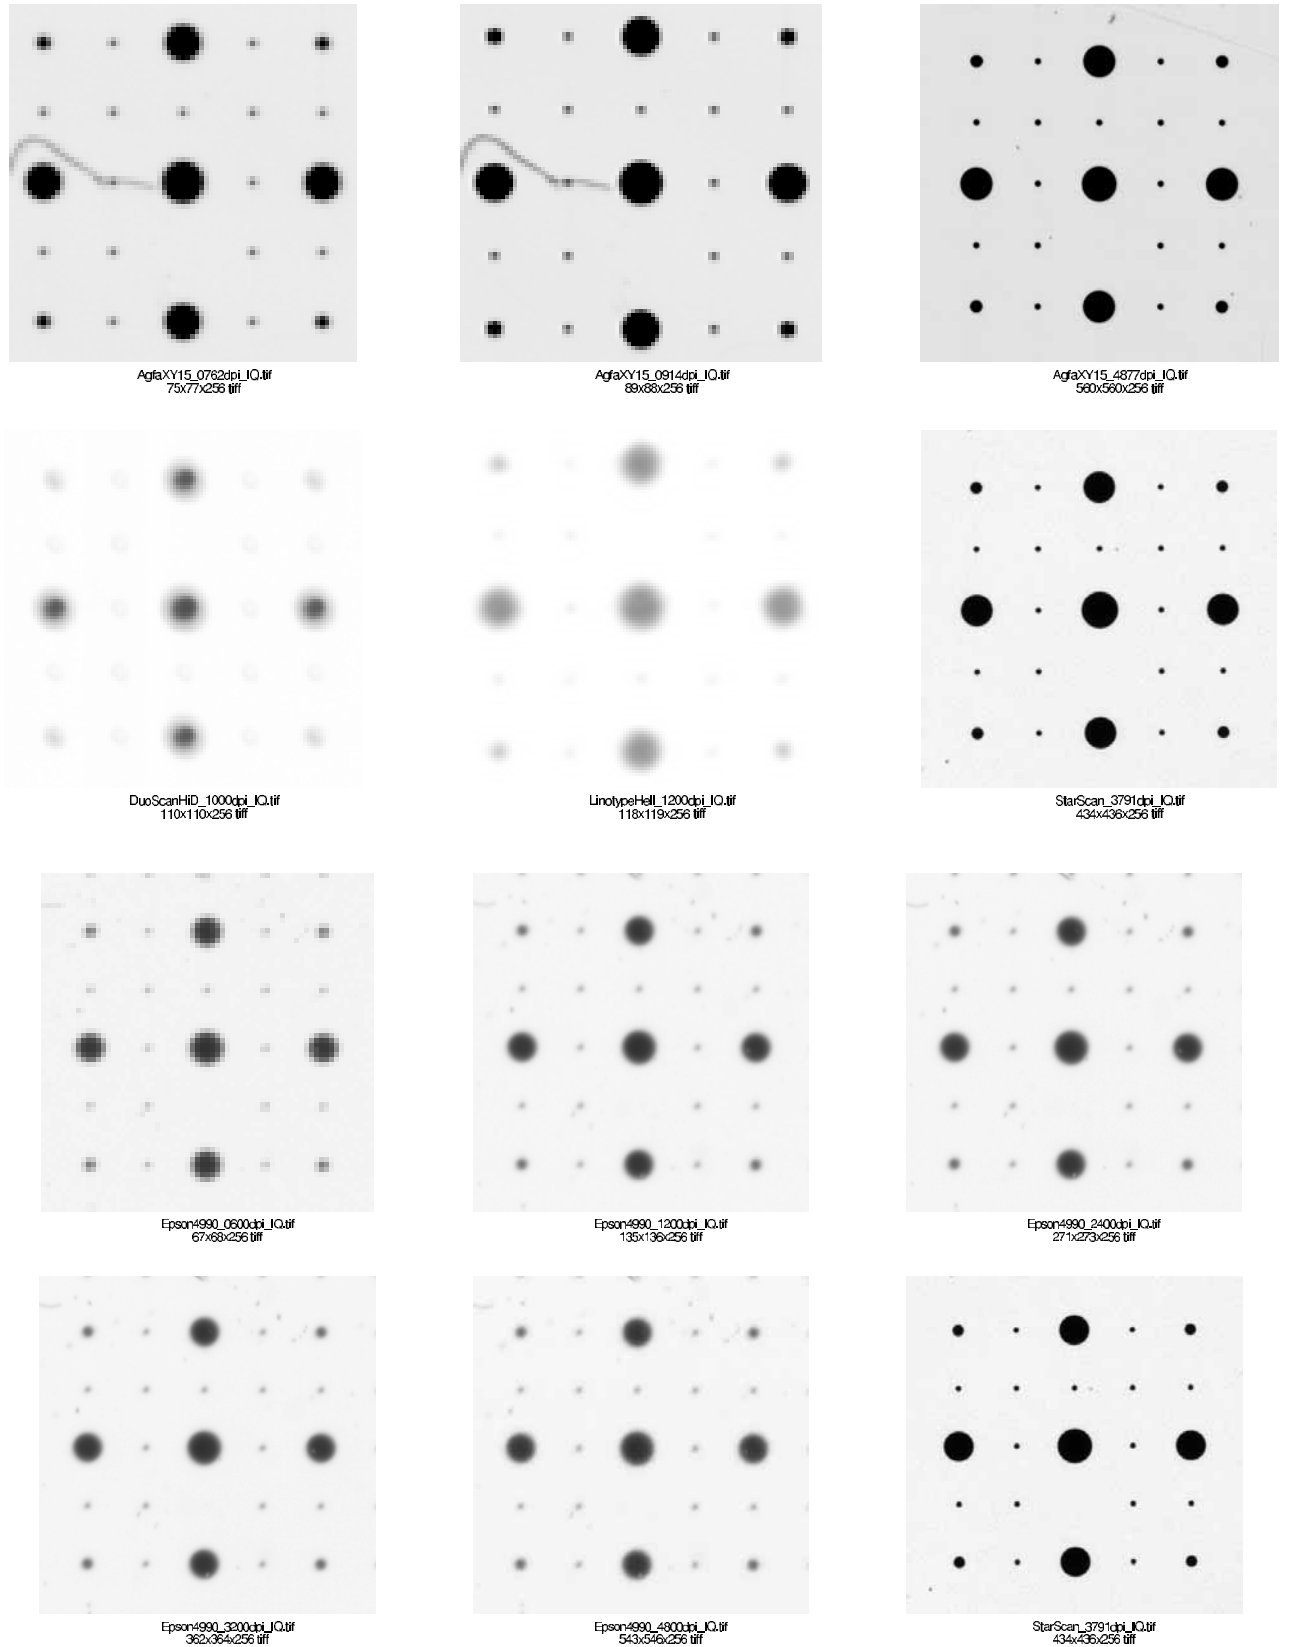 AgfaXY15_0762dpi_IQ.tif
75x77x256 tiff
AgfaXY15_0914dpi_IQ.tif
89x88x256 tiff
AgfaXY15_4877dpi_IQ.tif
560x560x256 tiff
DuoScanHiD_1000dpi_IQ.tif
110x110x256 tiff
LinotypeHell_1200dpi_IQ.tif
118x119x256 tiff
StarScan_3791dpi_IQ.tif
434x436x256 tiff
Epson4990_0600dpi_IQ.tif
67x68x256 tiff
Epson4990_1200dpi_IQ.tif
135x136x256 tiff
Epson4990_2400dpi_IQ.tif
271x273x256 tiff
Epson4990_3200dpi_IQ.tif
362x364x256 tiff
Epson4990_4800dpi_IQ.tif
543x546x256 tiff
StarScan_3791dpi_IQ.tif
434x436x256 tiff